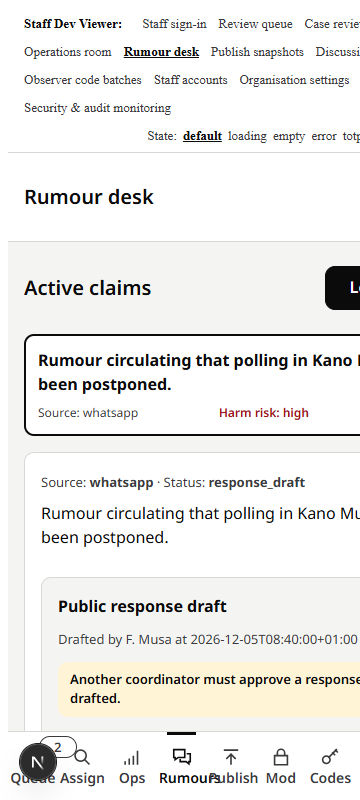 Staff Dev Viewer: Staff sign-in Review queue Case revie
Operations room Rumour desk Publish snapshots Discussi
Observer code batches Staff accounts Organisation settings
Security & audit monitoring
State: default loading empty error totp
Rumour desk
Active claims
Rumour circulating that polling in Kano
been postponed.
Source: whatsapp Harm risk: high
Source: whatsapp · Status: response_draft
Rumour circulating that polling in Kano Mu
been postponed.
Public response draft
Drafted by F. Musa at 2026-12-05T08:40:00+01:00
Another coordinator must approve a response
drafted.
2
N
Queue Assign Ops Rumours Publish Mod Codes